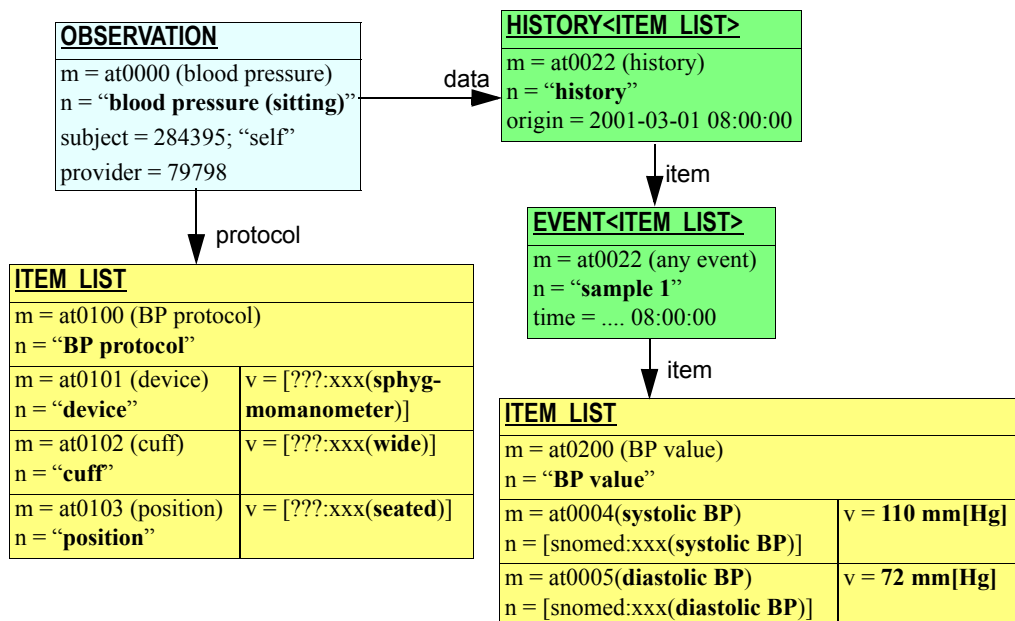 OBSERVATION
m = at0000 (blood pressure)
n = “blood pressure (sitting)”
subject = 284395; “self”
provider = 79798
data
HISTORY<ITEM_LIST>
m = at0022 (history)
n = “history”
origin = 2001-03-01 08:00:00
item
EVENT<ITEM_LIST>
m = at0022 (any event)
n = “sample 1”
time = .... 08:00:00
item
protocol
ITEM_LIST
m = at0100 (BP protocol)
n = “BP protocol”
m = at0101 (device)
n = “device”
v = [???:xxx(sphyg-
momanometer)]
m = at0102 (cuff)
n = “cuff”
v = [???:xxx(wide)]
m = at0103 (position)
n = “position”
v = [???:xxx(seated)]
ITEM_LIST
m = at0200 (BP value)
n = “BP value”
m = at0004(systolic BP)
n = [snomed:xxx(systolic BP)]
v = 110 mm[Hg]
m = at0005(diastolic BP)
n = [snomed:xxx(diastolic BP)]
v = 72 mm[Hg]